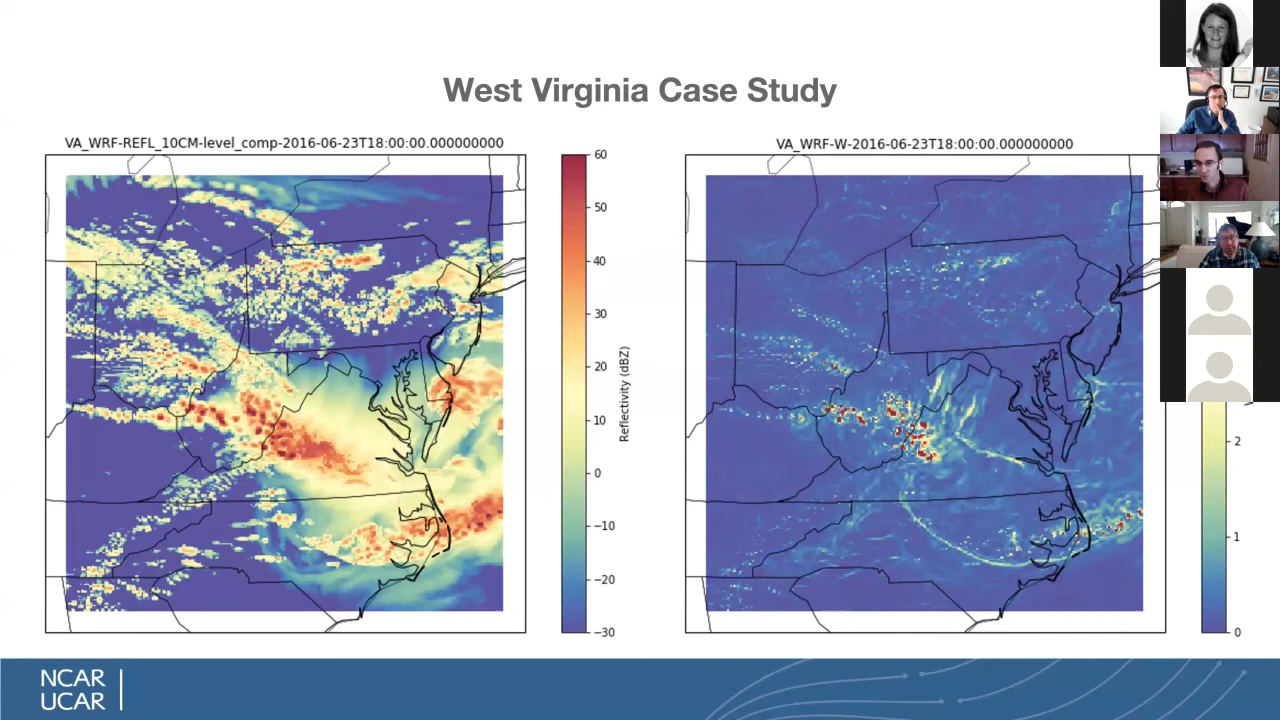 West Virginia Case Study
VA_WRF-REFL_10CM-level_comp-2016-06-23T18:00:00.000000000
60
50
40
30
20
10
0
−10
−20
−30
Reflectivity (dBZ)
VA_WRF-W-2016-06-23T18:00:00.000000000
2
1
0
NCAR
UCAR